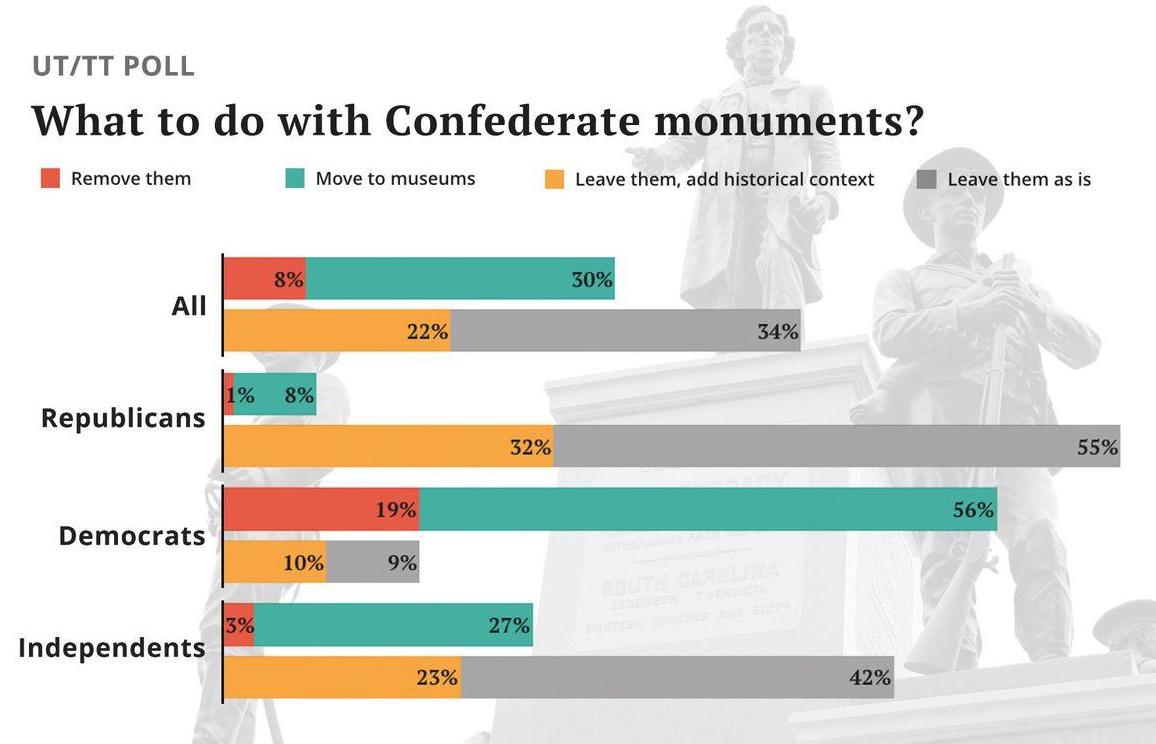 UT/TT POLL
What to do with Confederate monuments?
Remove them Move to museums Leave them, add historical context Leave them as is
All
8% 30%
22% 34%
Republicans
1% 8%
32% 55%
Democrats
19% 56%
10% 9%
Independents
3% 27%
23% 42%
SOUTH CAROLINA
DECEMBER TWENTIETH
EIGHTEEN HUNDRED AND SIXTY